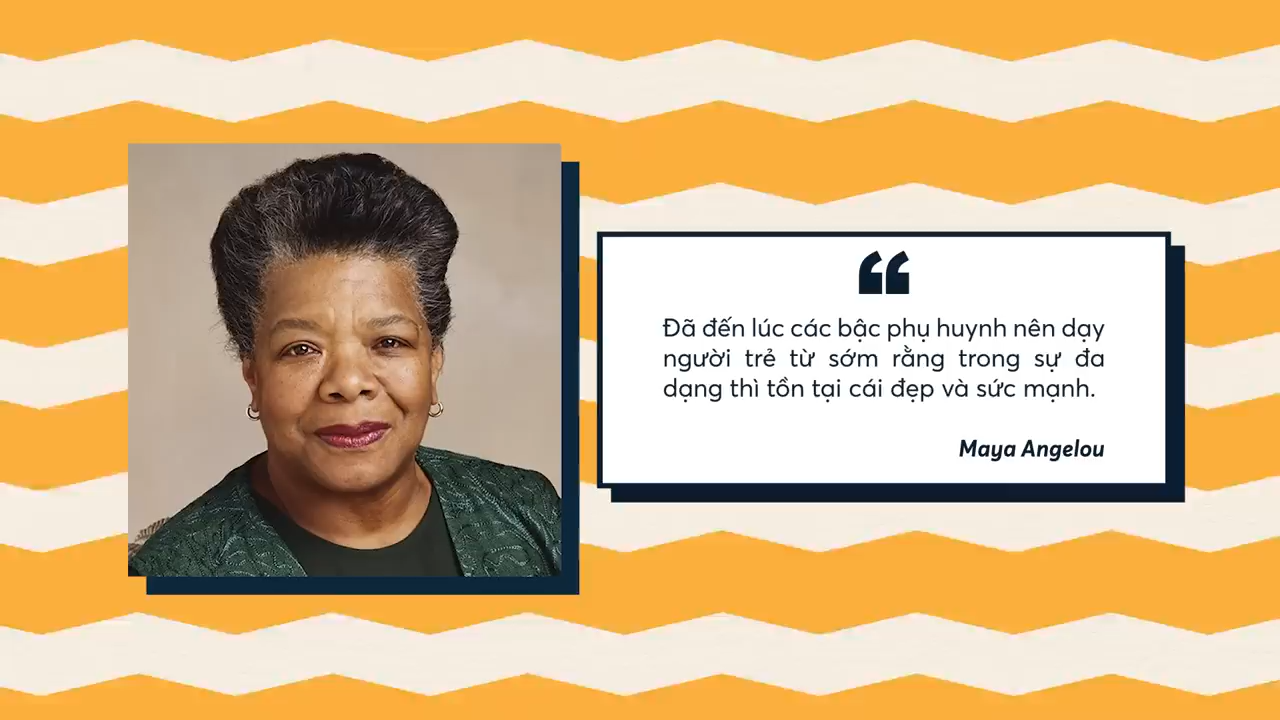 Đã đến lúc các bậc phụ huynh nên dạy
người trẻ từ sớm rằng trong sự đa
dạng thì tồn tại cái đẹp và sức mạnh.
Maya Angelou